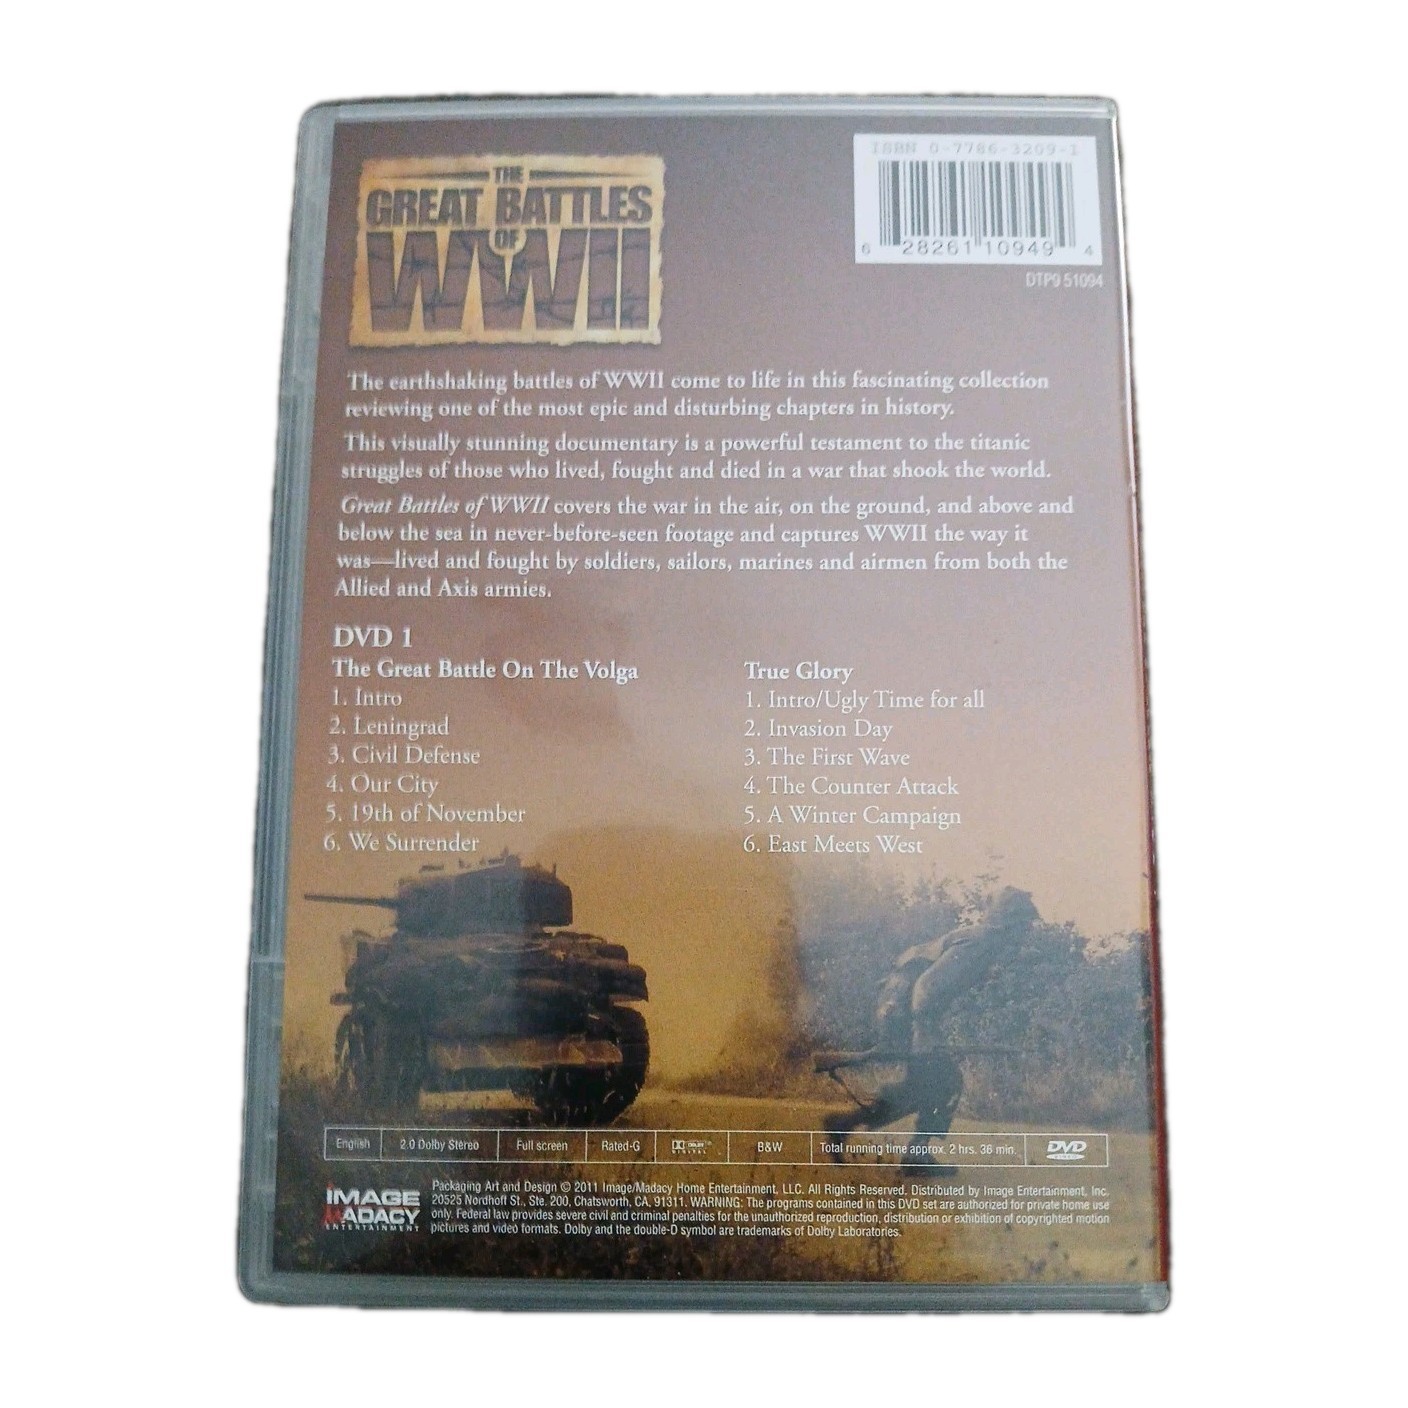 THE
GREAT BATTLES
OF
WWII
ISBN 0-7786-3209-1
6 28261 10949 4
DTP9 51094
The earthshaking battles of WWII come to life in this fascinating collection
reviewing one of the most epic and disturbing chapters in history.
This visually stunning documentary is a powerful testament to the titanic
struggles of those who lived, fought and died in a war that shook the world.
Great Battles of WWII covers the war in the air, on the ground, and above and
below the sea in never-before-seen footage and captures WWII the way it
was—lived and fought by soldiers, sailors, marines and airmen from both the
Allied and Axis armies.
DVD 1
The Great Battle On The Volga
1. Intro
2. Leningrad
3. Civil Defense
4. Our City
5. 19th of November
6. We Surrender
True Glory
1. Intro/Ugly Time for all
2. Invasion Day
3. The First Wave
4. The Counter Attack
5. A Winter Campaign
6. East Meets West
English 2.0 Dolby Stereo Full screen Rated-G DOLBY DIGITAL B&W Total running time approx. 2 hrs. 36 min. DVD
IMAGE
MADACY
ENTERTAINMENT
Packaging Art and Design © 2011 Image/Madacy Home Entertainment, LLC. All Rights Reserved. Distributed by Image Entertainment, Inc.
20525 Nordhoff St., Ste. 200, Chatsworth, CA, 91311. WARNING: The programs contained in this DVD set are authorized for private home use
only. Federal law provides severe civil and criminal penalties for the unauthorized reproduction, distribution or exhibition of copyrighted motion
pictures and video formats. Dolby and the double-D symbol are trademarks of Dolby Laboratories.